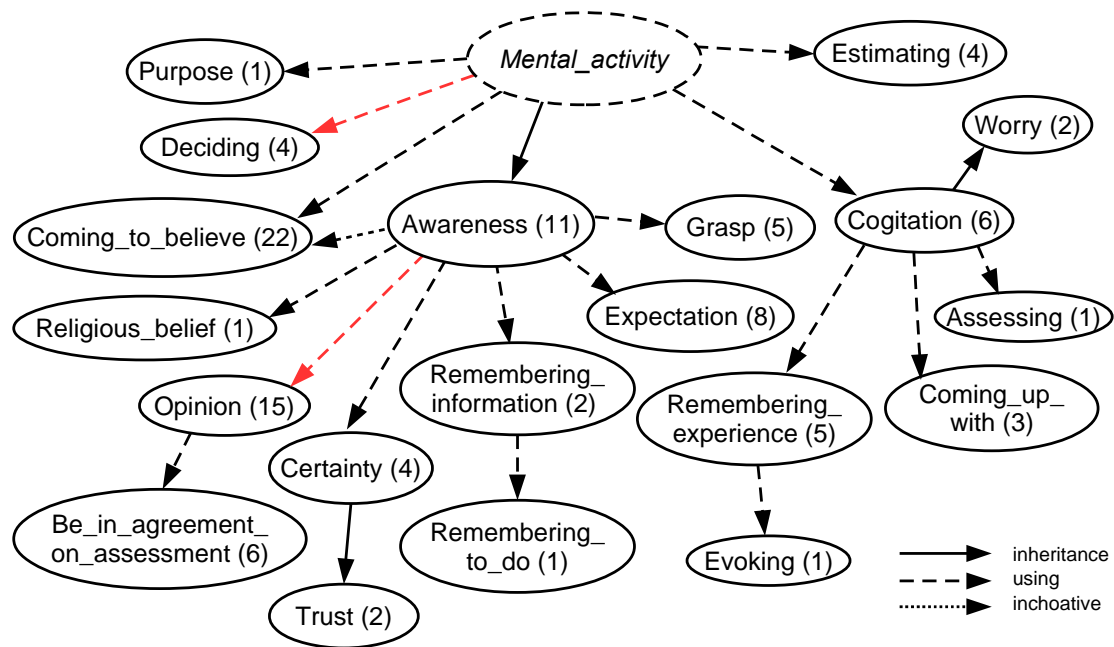 Mental_activity
Estimating (4)
Purpose (1)
Deciding (4)
Worry (2)
Coming_to_believe (22)
Awareness (11)
Grasp (5)
Cogitation (6)
Religious_belief (1)
Expectation (8)
Assessing (1)
Opinion (15)
Remembering_
information (2)
Remembering_
experience (5)
Coming_up_
with (3)
Certainty (4)
Be_in_agreement_
on_assessment (6)
Remembering_
to_do (1)
Evoking (1)
Trust (2)
inheritance
using
inchoative